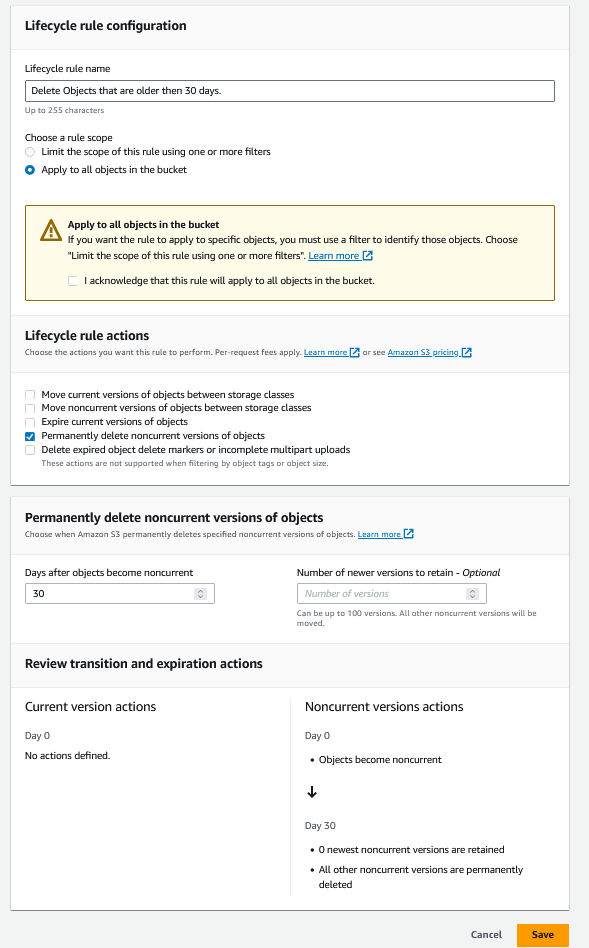 Lifecycle rule configuration
Lifecycle rule name
Delete Objects that are older then 30 days.
Up to 255 characters
Choose a rule scope
Limit the scope of this rule using one or more filters
Apply to all objects in the bucket
Apply to all objects in the bucket
If you want the rule to apply to specific objects, you must use a filter to identify those objects. Choose
"Limit the scope of this rule using one or more filters". Learn more
I acknowledge that this rule will apply to all objects in the bucket.
Lifecycle rule actions
Choose the actions you want this rule to perform. Per-request fees apply. Learn more or see Amazon S3 pricing
Move current versions of objects between storage classes
Move noncurrent versions of objects between storage classes
Expire current versions of objects
Permanently delete noncurrent versions of objects
Delete expired object delete markers or incomplete multipart uploads
These actions are not supported when filtering by object tags or object size.
Permanently delete noncurrent versions of objects
Choose when Amazon S3 permanently deletes specified noncurrent versions of objects. Learn more
Days after objects become noncurrent
30
Number of newer versions to retain - Optional
Number of versions
Can be up to 100 versions. All other noncurrent versions will be
moved.
Review transition and expiration actions
Current version actions
Day 0
No actions defined.
Noncurrent versions actions
Day 0
• Objects become noncurrent
↓
Day 30
• 0 newest noncurrent versions are retained
• All other noncurrent versions are permanently
deleted
Cancel
Save